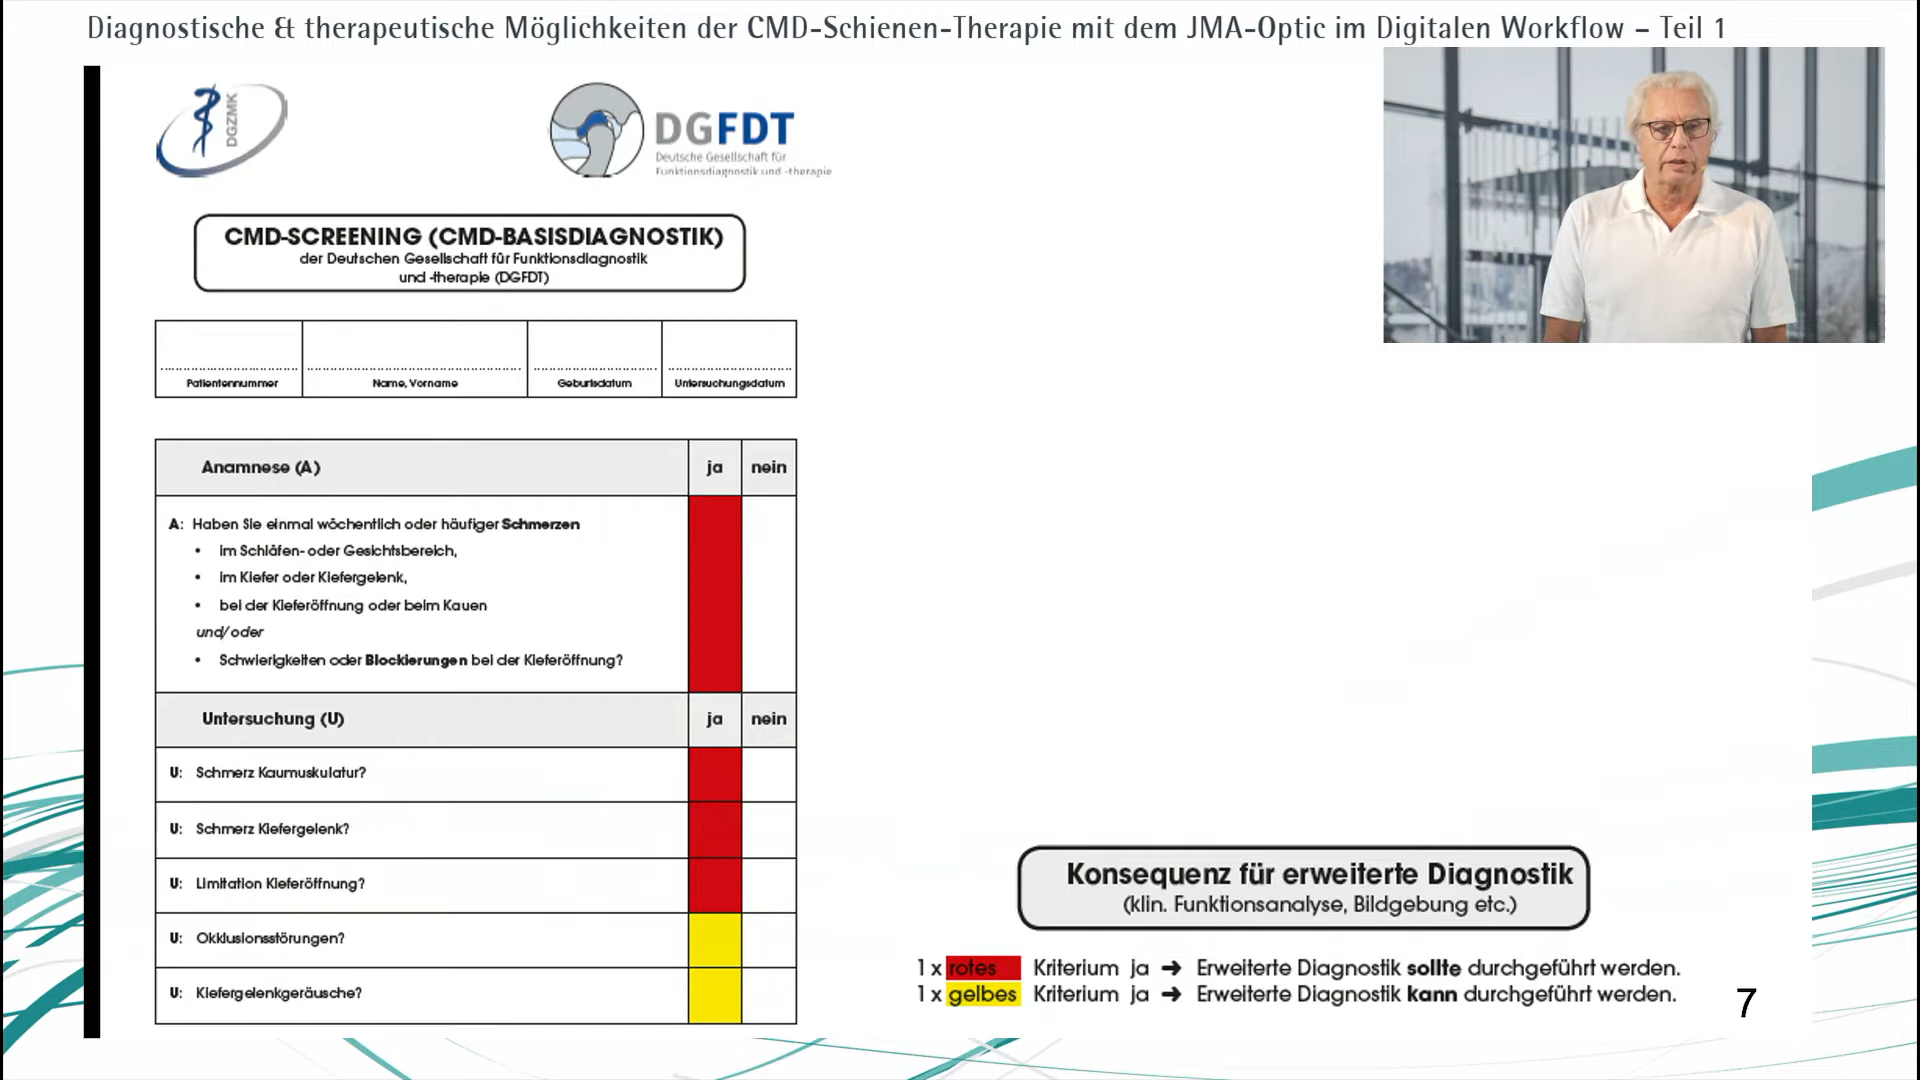 Diagnostische & therapeutische Möglichkeiten der CMD-Schienen-Therapie mit dem JMA-Optic im Digitalen Workflow – Teil 1
DGZMK
DGFDT
Deutsche Gesellschaft für
Funktionsdiagnostik und -therapie
CMD-SCREENING (CMD-BASISDIAGNOSTIK)
der Deutschen Gesellschaft für Funktionsdiagnostik
und -therapie (DGFDT)
Patientennummer Name, Vorname Geburtsdatum Untersuchungsdatum
Anamnese (A) ja nein
A: Haben Sie einmal wöchentlich oder häufiger Schmerzen
• im Schläfen- oder Gesichtsbereich,
• im Kiefer oder Kiefergelenk,
• bei der Kieferöffnung oder beim Kauen
und/oder
• Schwierigkeiten oder Blockierungen bei der Kieferöffnung?
Untersuchung (U) ja nein
U: Schmerz Kaumuskulatur?
U: Schmerz Kiefergelenk?
U: Limitation Kieferöffnung?
U: Okklusionsstörungen?
U: Kiefergelenkgeräusche?
Konsequenz für erweiterte Diagnostik
(klin. Funktionsanalyse, Bildgebung etc.)
1 x rotes Kriterium ja ➔ Erweiterte Diagnostik sollte durchgeführt werden.
1 x gelbes Kriterium ja ➔ Erweiterte Diagnostik kann durchgeführt werden.
7